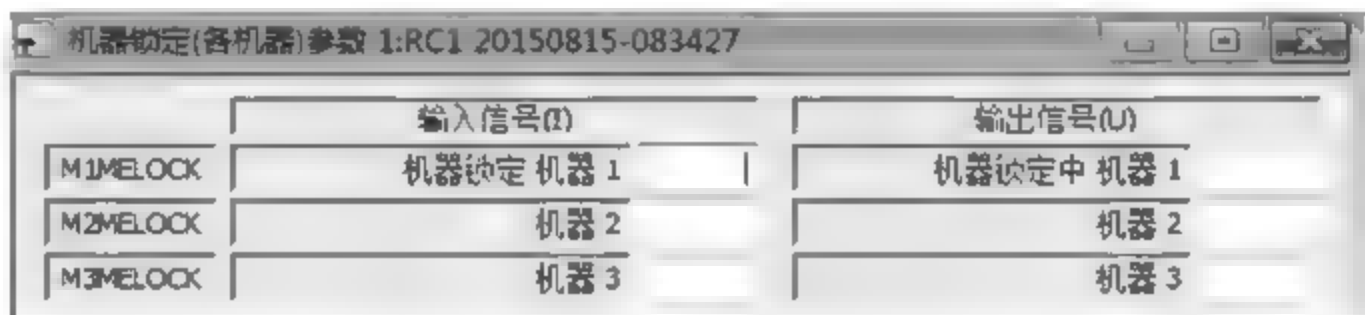 机器锁定(各机器)参数 1:RC1 20150815-083427
输入信号(I) 输出信号(U)
M1MELOCK 机器锁定 机器 1 机器锁定中 机器 1
M2MELOCK 机器 2 机器 2
M3MELOCK 机器 3 机器 3